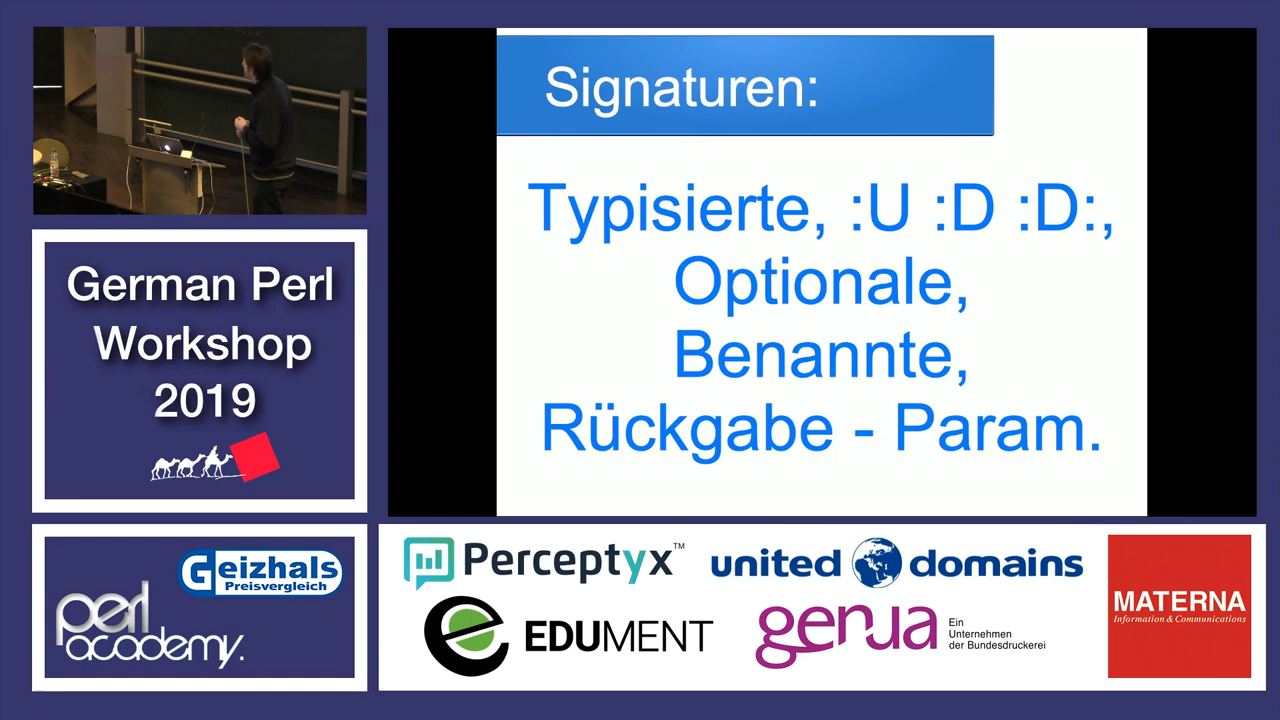 Signaturen:
Typisierte, :U :D :D:,
Optionale,
Benannte,
Rückgabe - Param.
German Perl
Workshop
2019
Geizhals
Preisvergleich
perl
academy.
Perceptyx™
united domains
EDUMENT
genua
Ein
Unternehmen
der Bundesdruckerei
MATERNA
Information & Communications